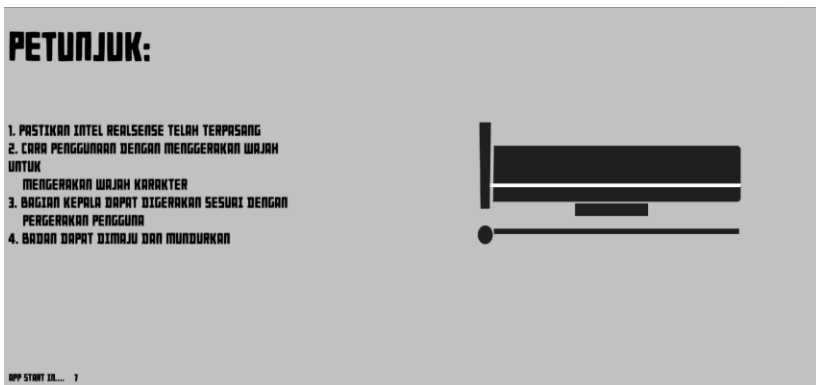 PETUNJUK:
1. PASTIKAN INTEL REALSENSE TELAH TERPASANG
2. CARA PENGGUNAAN DENGAN MENGGERAKAN WAJAH
UNTUK
MENGERAKAN WAJAH KARAKTER
3. BAGIAN KEPALA DAPAT DIGERAKAN SESUAI DENGAN
PERGERAKAN PENGGUNA
4. BADAN DAPAT DIMAJU DAN MUNDURKAN
APP START IN.... 7